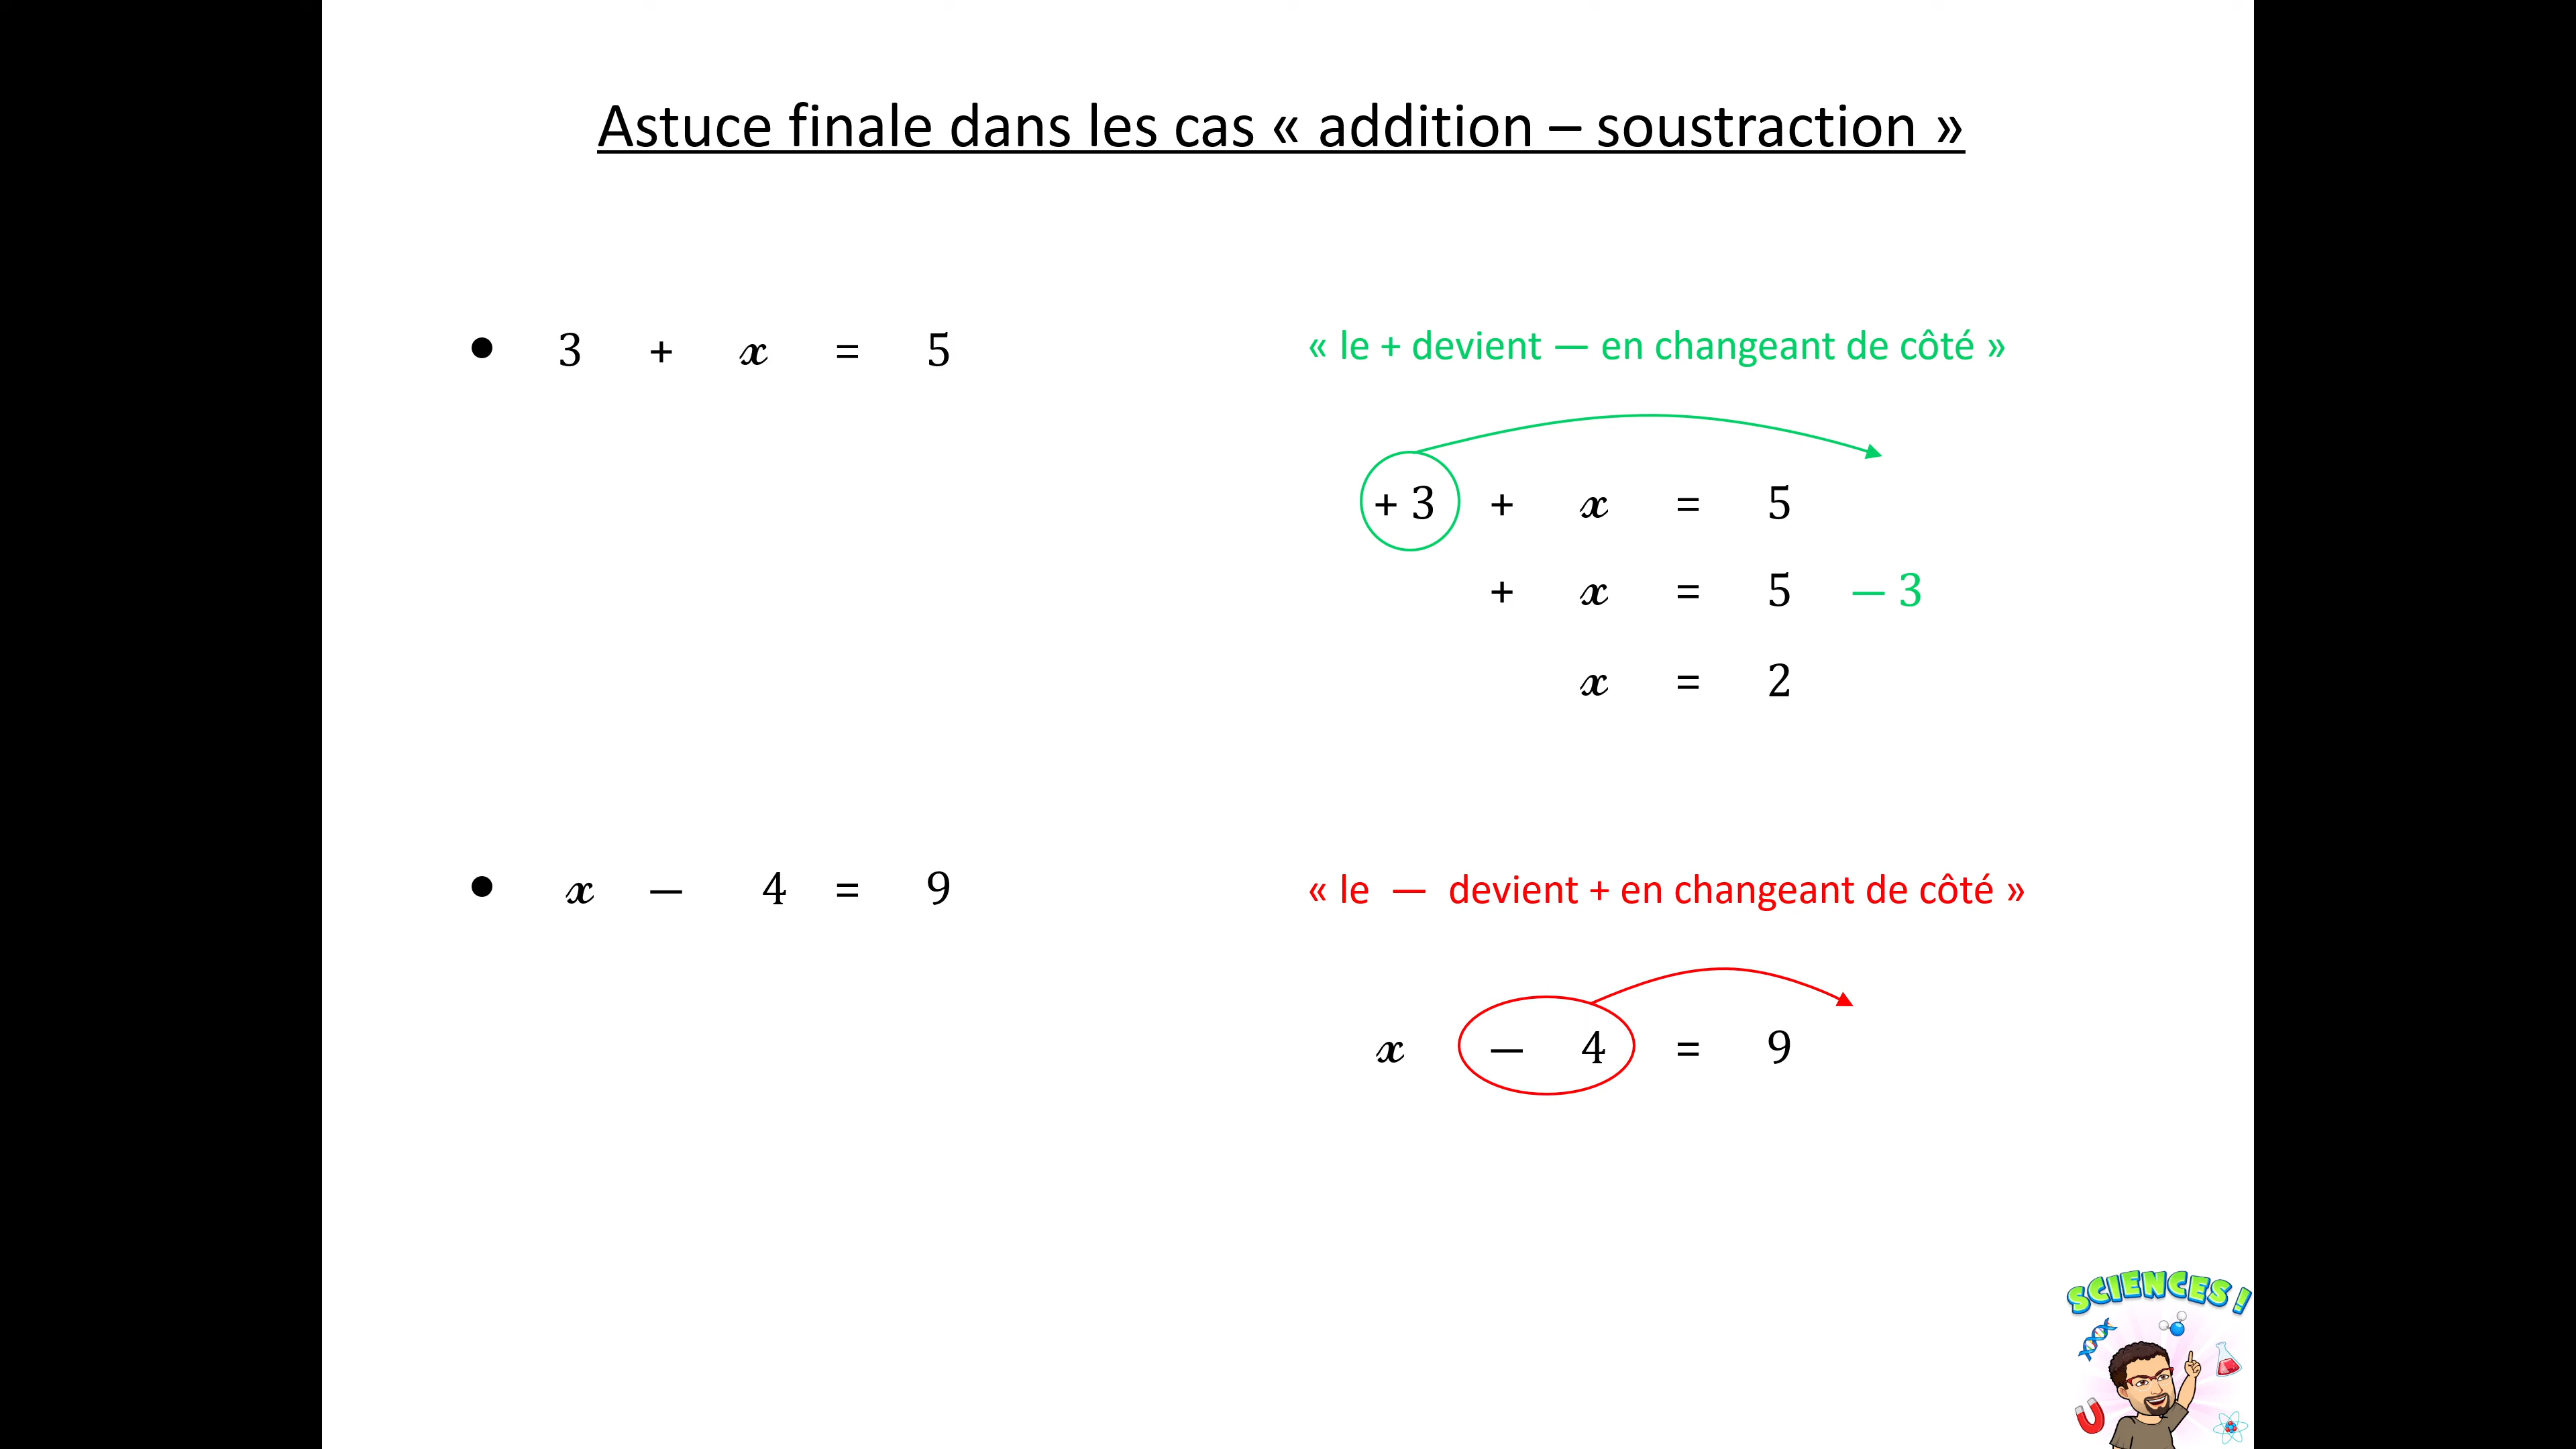 Astuce finale dans les cas « addition – soustraction »
● 3 + 𝓍 = 5
« le + devient — en changeant de côté »
+ 3 + 𝓍 = 5
+ 𝓍 = 5 — 3
𝓍 = 2
● 𝓍 — 4 = 9
« le — devient + en changeant de côté »
𝓍 — 4 = 9
SCIENCES !